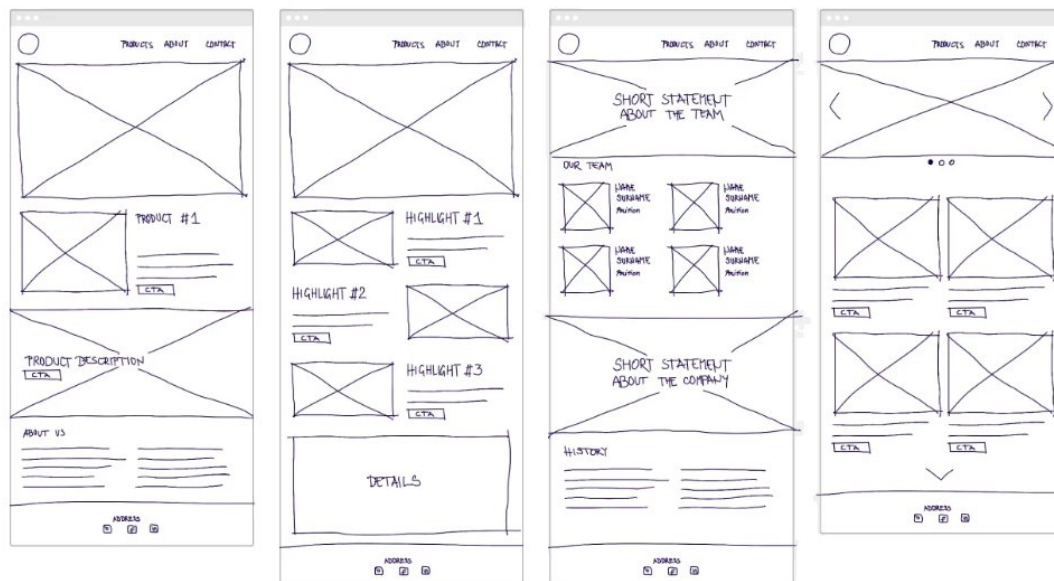 PRODUCTS ABOUT CONTACT
PRODUCT #1
CTA
PRODUCT DESCRIPTION
CTA
ABOUT US
ADDRESS
PRODUCTS ABOUT CONTACT
HIGHLIGHT #1
CTA
HIGHLIGHT #2
CTA
HIGHLIGHT #3
CTA
DETAILS
ADDRESS
PRODUCTS ABOUT CONTACT
SHORT STATEMENT
ABOUT THE TEAM
OUR TEAM
NAME
SURNAME
Position
NAME
SURNAME
Position
NAME
SURNAME
Position
NAME
SURNAME
Position
SHORT STATEMENT
ABOUT THE COMPANY
HISTORY
ADDRESS
PRODUCTS ABOUT CONTACT
CTA
CTA
CTA
CTA
ADDRESS